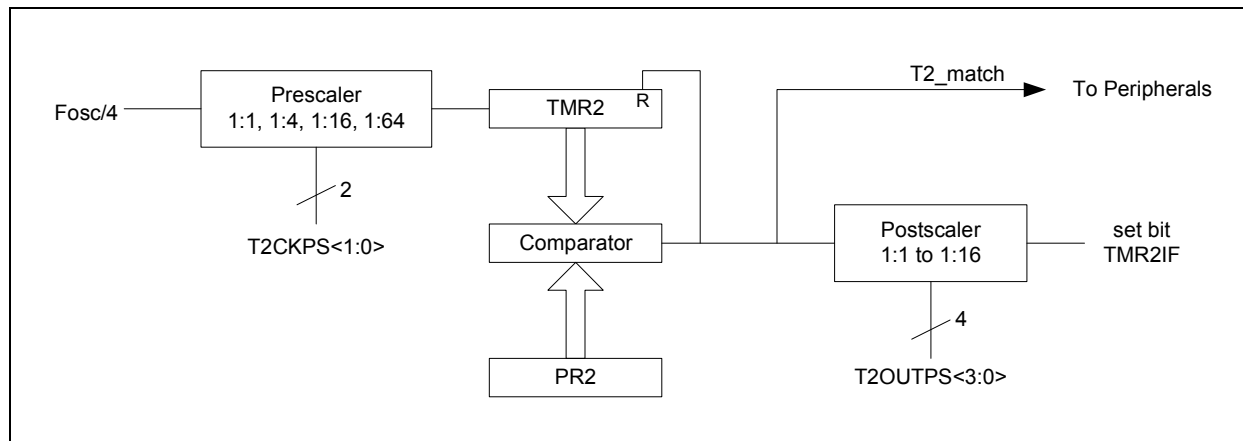 Fosc/4
Prescaler
1:1, 1:4, 1:16, 1:64
2
T2CKPS<1:0>
TMR2
R
Comparator
PR2
T2_match
To Peripherals
Postscaler
1:1 to 1:16
4
T2OUTPS<3:0>
set bit
TMR2IF